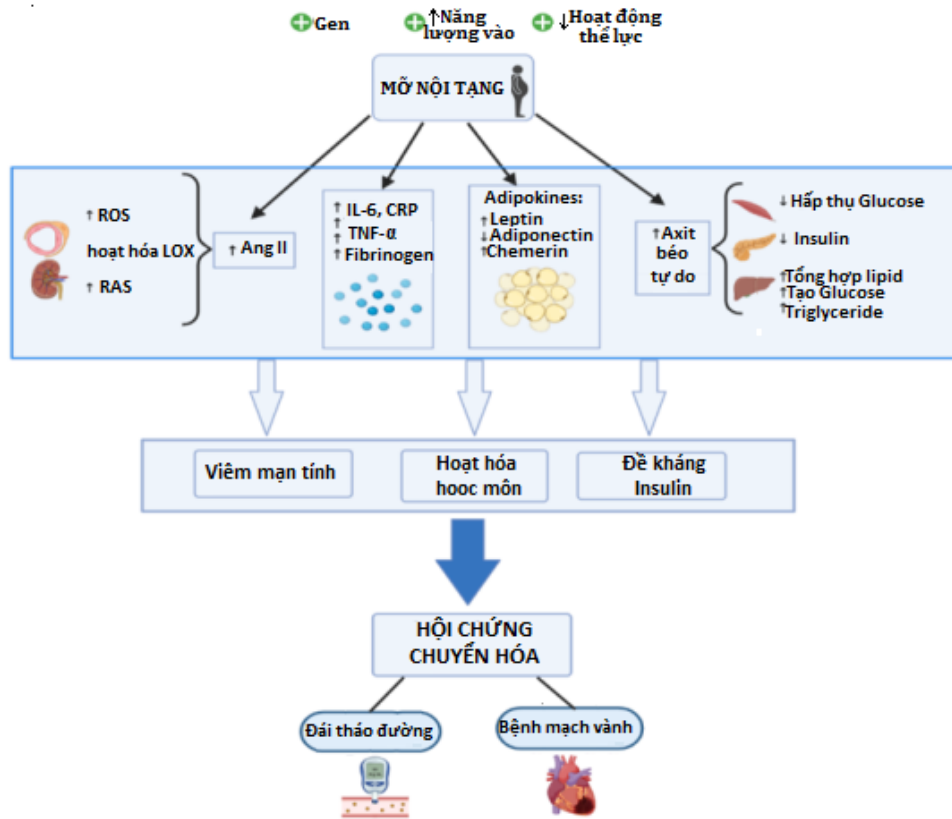 Gen
↑Năng
lượng vào
↓Hoạt động
thể lực
MỠ NỘI TẠNG
↑ ROS
hoạt hóa LOX
↑ RAS
↑ Ang II
↑ IL-6, CRP
↑ TNF-α
↑ Fibrinogen
Adipokines:
↑Leptin
↓Adiponectin
↑Chemerin
↑Axit
béo
tự do
↓ Hấp thụ Glucose
↓ Insulin
↑Tổng hợp lipid
↑Tạo Glucose
↑Triglyceride
Viêm mạn tính
Hoạt hóa
hooc môn
Đề kháng
Insulin
HỘI CHỨNG
CHUYỂN HÓA
Đái tháo đường
Bệnh mạch vành